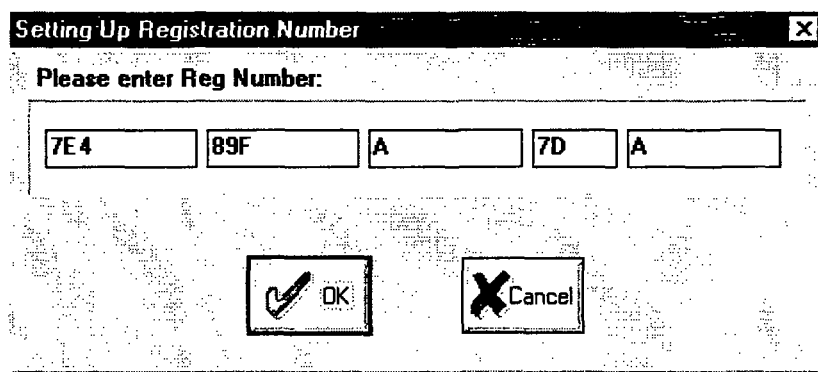 Setting Up Registration Number
Please enter Reg Number:
7E4 89F A 7D A
OK Cancel